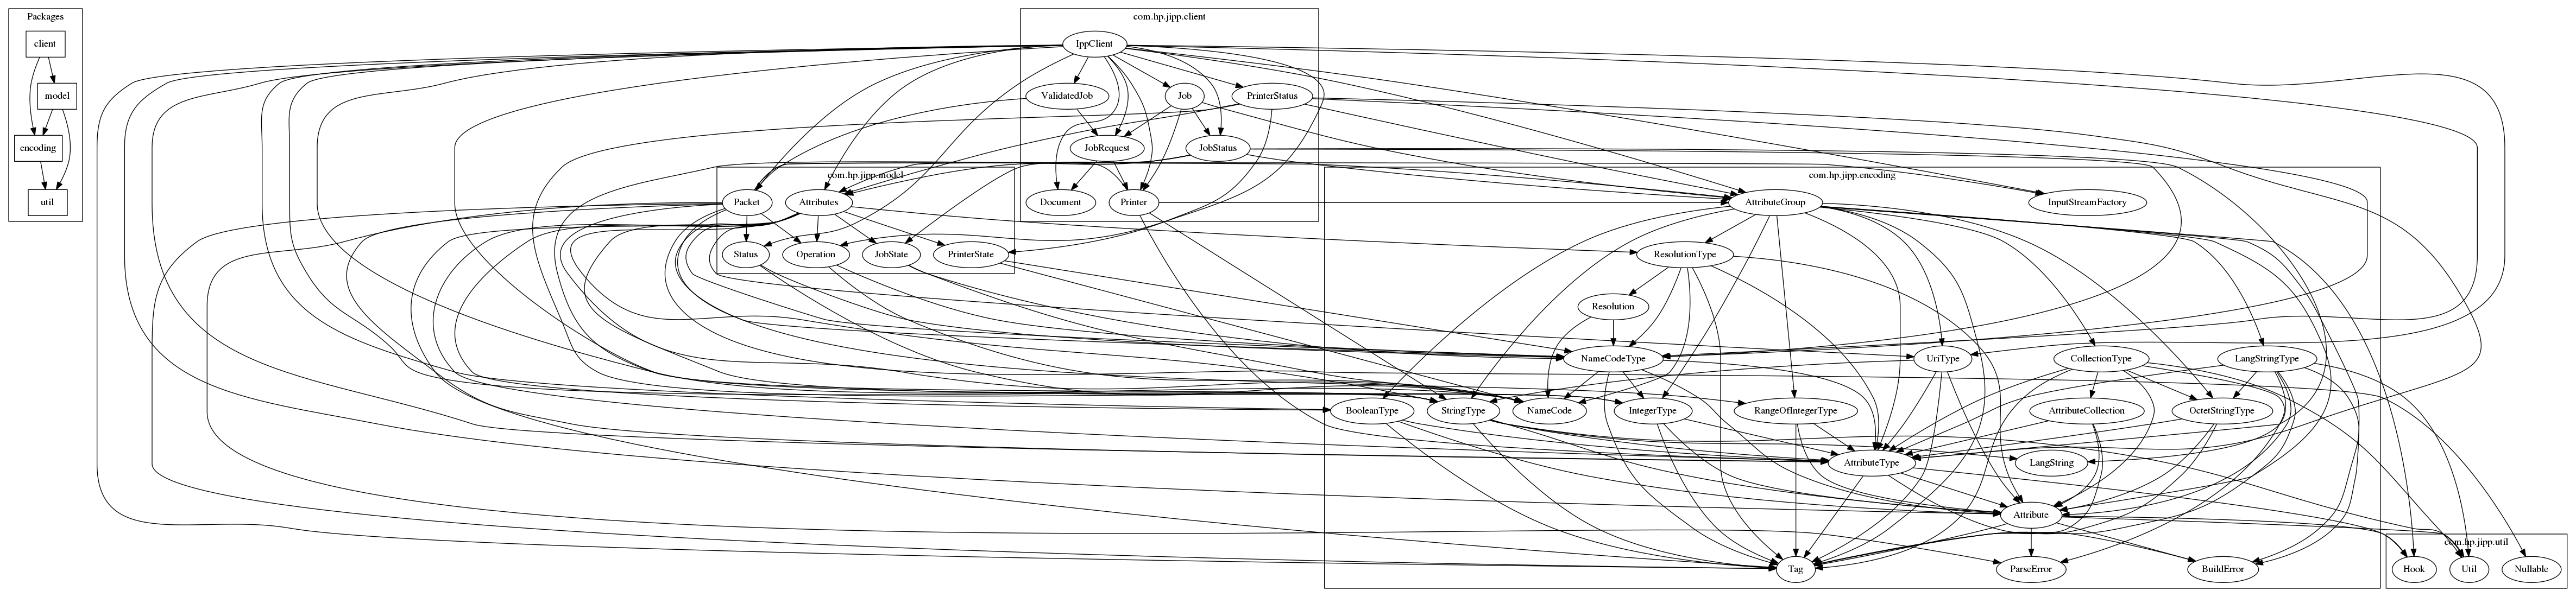 Packages
com.hp.jipp.client
client
IppClient
model
ValidatedJob
Job
PrinterStatus
encoding
JobRequest
JobStatus
com.hp.jipp.model
com.hp.jipp.encoding
util
Packet
Attributes
Document
Printer
AttributeGroup
InputStreamFactory
Status
Operation
JobState
PrinterState
ResolutionType
Resolution
NameCodeType
UriType
CollectionType
LangStringType
BooleanType
StringType
NameCode
IntegerType
RangeOfIntegerType
AttributeCollection
OctetStringType
AttributeType
LangString
Attribute
com.hp.jipp.util
Tag
ParseError
BuildError
Hook
Util
Nullable